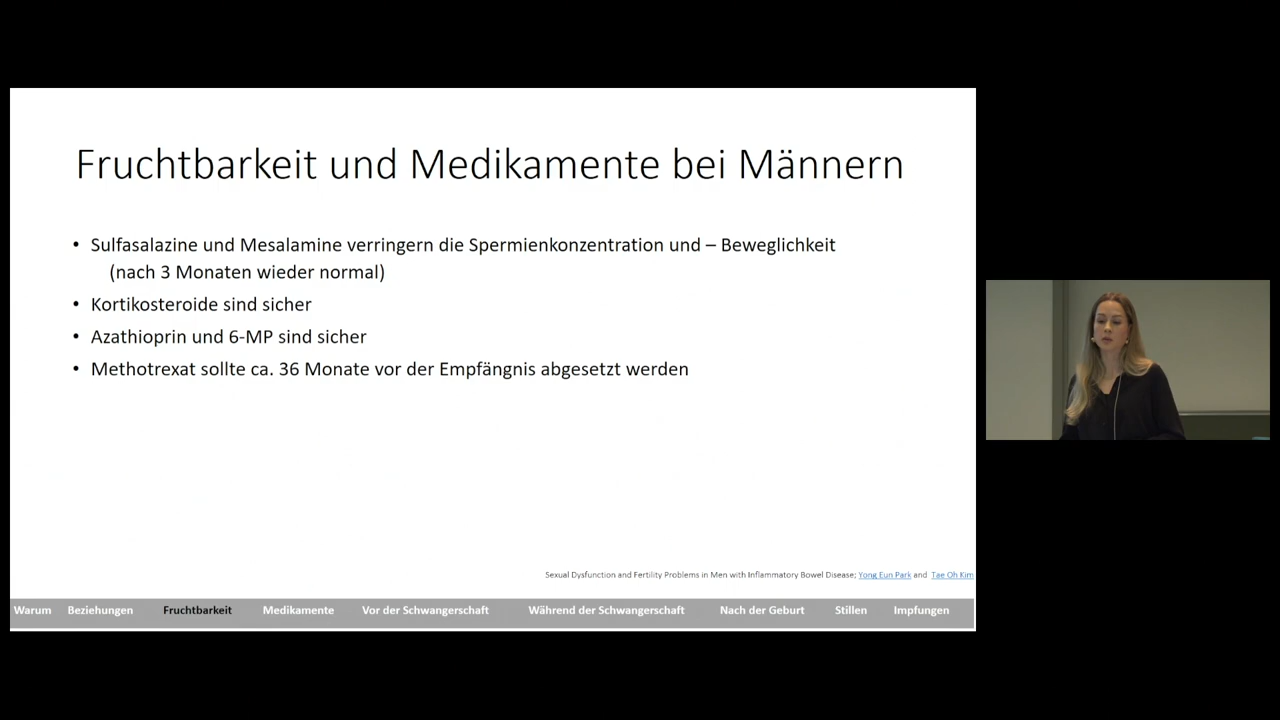 Fruchtbarkeit und Medikamente bei Männern
• Sulfasalazine und Mesalamine verringern die Spermienkonzentration und – Beweglichkeit
(nach 3 Monaten wieder normal)
• Kortikosteroide sind sicher
• Azathioprin und 6-MP sind sicher
• Methotrexat sollte ca. 36 Monate vor der Empfängnis abgesetzt werden
Sexual Dysfunction and Fertility Problems in Men with Inflammatory Bowel Disease; Yong Eun Park and Tae Oh Kim
Warum Beziehungen Fruchtbarkeit Medikamente Vor der Schwangerschaft Während der Schwangerschaft Nach der Geburt Stillen Impfungen